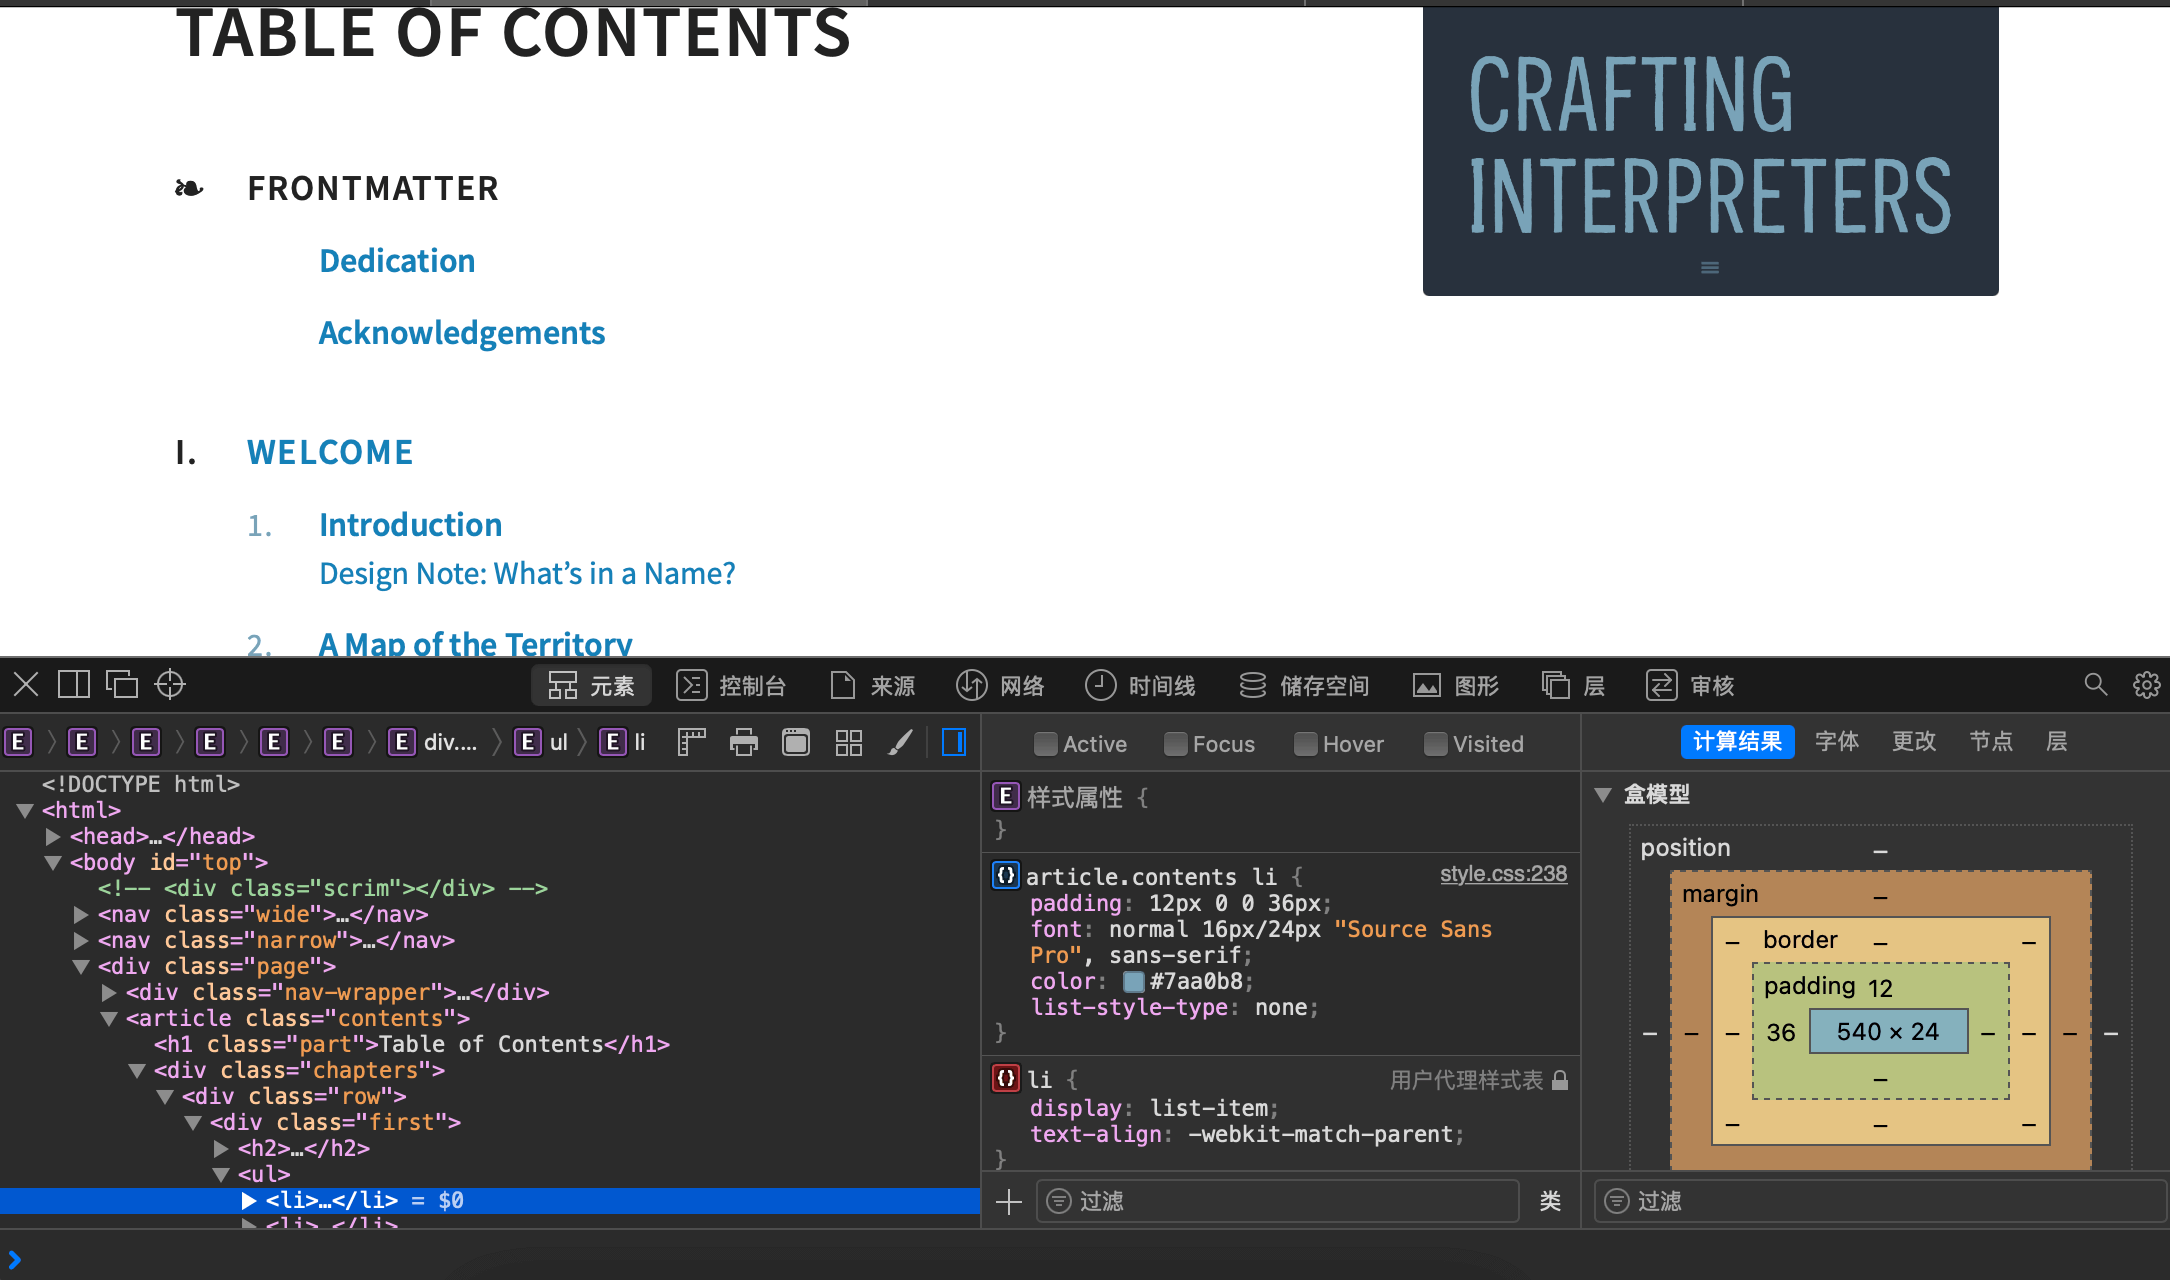 TABLE OF CONTENTS
CRAFTING
INTERPRETERS
❧ FRONTMATTER
Dedication
Acknowledgements
I. WELCOME
1. Introduction
Design Note: What’s in a Name?
2. A Map of the Territory
元素 控制台 来源 网络 时间线 储存空间 图形 层 审核
E E E E E E E div.... E ul E li
Active Focus Hover Visited
计算结果 字体 更改 节点 层
<!DOCTYPE html>
<html>
<head>…</head>
<body id="top">
<!-- <div class="scrim"></div> -->
<nav class="wide">…</nav>
<nav class="narrow">…</nav>
<div class="page">
<div class="nav-wrapper">…</div>
<article class="contents">
<h1 class="part">Table of Contents</h1>
<div class="chapters">
<div class="row">
<div class="first">
<h2>…</h2>
<ul>
<li>…</li> = $0
<li>…</li>
E 样式属性 {
}
{} article.contents li { style.css:238
padding: 12px 0 0 36px;
font: normal 16px/24px "Source Sans
Pro", sans-serif;
color: #7aa0b8;
list-style-type: none;
}
{} li { 用户代理样式表
display: list-item;
text-align: -webkit-match-parent;
}
过滤 类
盒模型
position –
margin –
– border – –
padding 12
– – – 36 540 × 24 – – – –
–
– – –
过滤